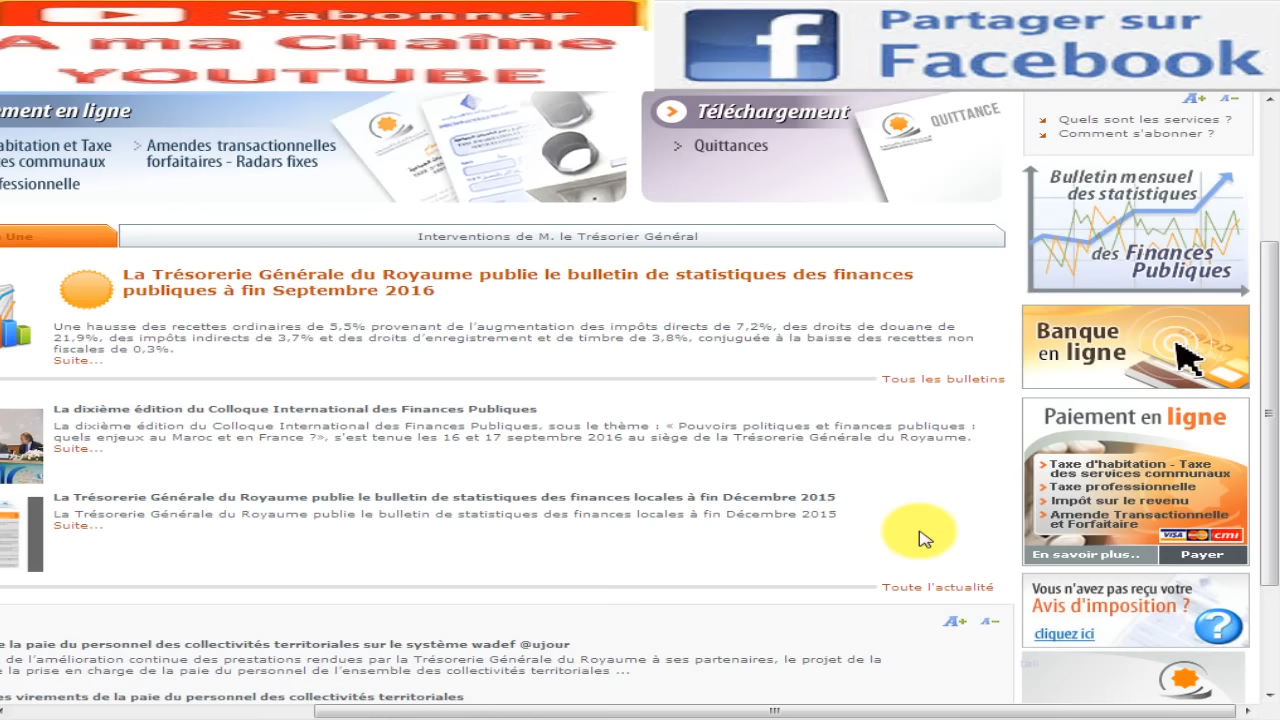 S'abonner
A ma Chaîne
YOUTUBE
Partager sur
Facebook
ement en ligne
abitation et Taxe
es communaux
fessionnelle
> Amendes transactionnelles
forfaitaires - Radars fixes
Téléchargement
> Quittances
QUITTANCE
A+ A-
Quels sont les services ?
Comment s'abonner ?
Bulletin mensuel
des statistiques
des Finances
Publiques
Une
Interventions de M. le Trésorier Général
La Trésorerie Générale du Royaume publie le bulletin de statistiques des finances
publiques à fin Septembre 2016
Une hausse des recettes ordinaires de 5,5% provenant de l'augmentation des impôts directs de 7,2%, des droits de douane de
21,9%, des impôts indirects de 3,7% et des droits d'enregistrement et de timbre de 3,8%, conjuguée à la baisse des recettes non
fiscales de 0,3%.
Suite...
Tous les bulletins
La dixième édition du Colloque International des Finances Publiques
La dixième édition du Colloque International des Finances Publiques, sous le thème : « Pouvoirs politiques et finances publiques :
quels enjeux au Maroc et en France ?», s'est tenue les 16 et 17 septembre 2016 au siège de la Trésorerie Générale du Royaume.
Suite...
La Trésorerie Générale du Royaume publie le bulletin de statistiques des finances locales à fin Décembre 2015
La Trésorerie Générale du Royaume publie le bulletin de statistiques des finances locales à fin Décembre 2015
Suite...
Toute l'actualité
Banque
en ligne
Paiement en ligne
> Taxe d'habitation - Taxe
des services communaux
> Taxe professionnelle
> Impôt sur le revenu
> Amende Transactionnelle
et Forfaitaire
VISA cmi
En savoir plus.. Payer
Vous n'avez pas reçu votre
Avis d'imposition ?
cliquez ici
A+ A-
e la paie du personnel des collectivités territoriales sur le système wadef @ujour
de l'amélioration continue des prestations rendues par la Trésorerie Générale du Royaume à ses partenaires, le projet de la
la prise en charge de la paie du personnel de l'ensemble des collectivités territoriales ...
es virements de la paie du personnel des collectivités territoriales